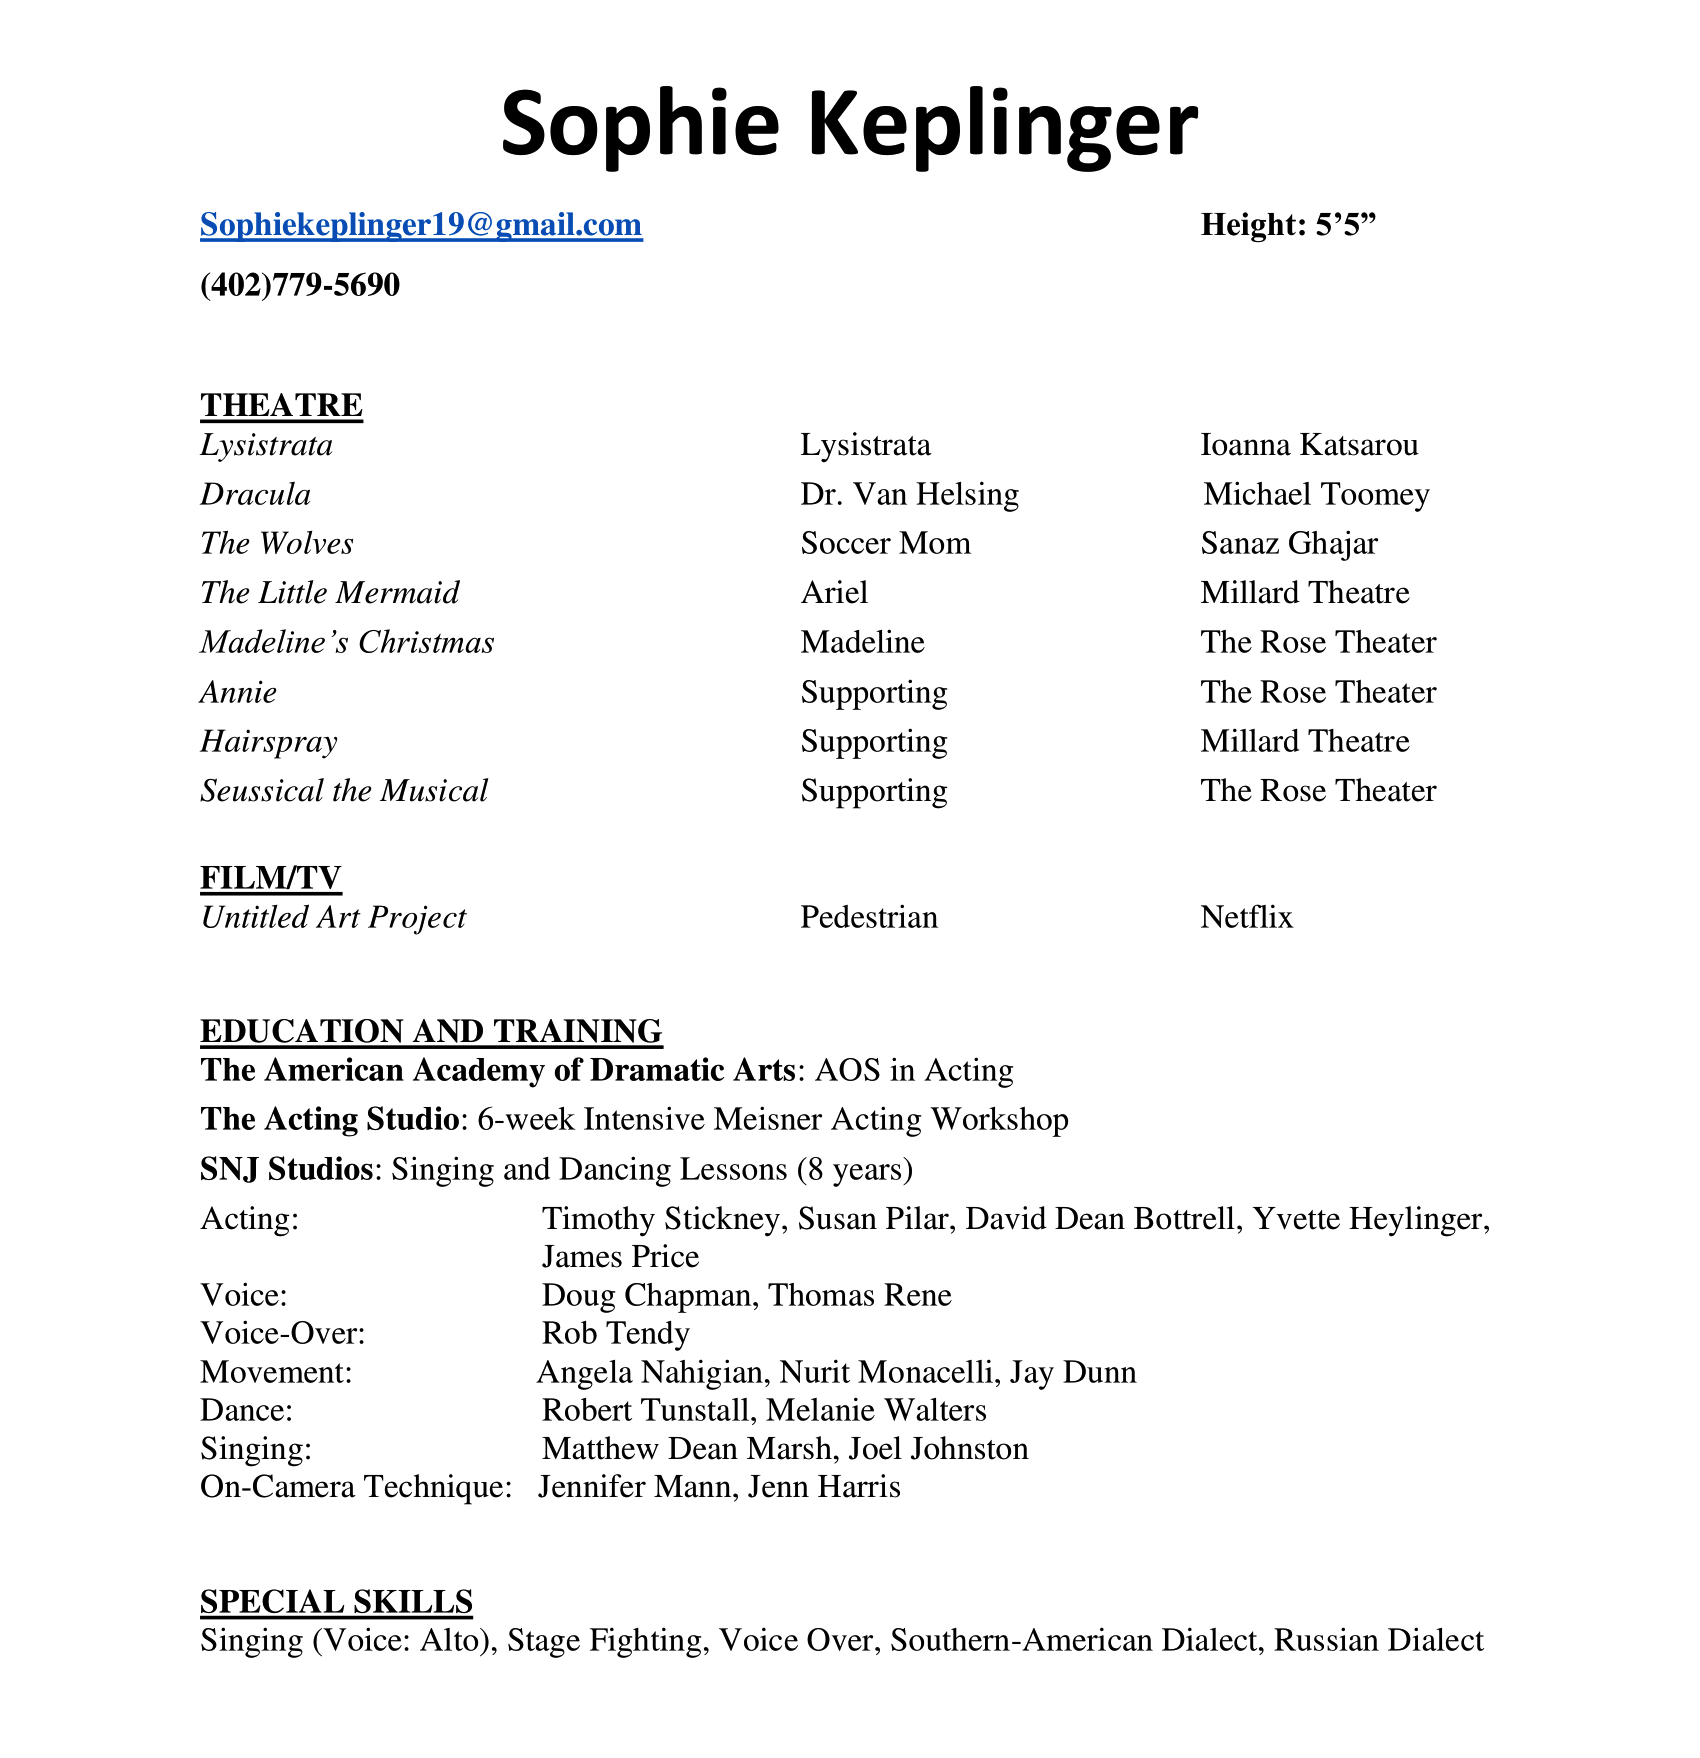 Sophie Keplinger
Sophiekeplinger19@gmail.com Height: 5’5”
(402)779-5690
THEATRE
Lysistrata Lysistrata Ioanna Katsarou
Dracula Dr. Van Helsing Michael Toomey
The Wolves Soccer Mom Sanaz Ghajar
The Little Mermaid Ariel Millard Theatre
Madeline’s Christmas Madeline The Rose Theater
Annie Supporting The Rose Theater
Hairspray Supporting Millard Theatre
Seussical the Musical Supporting The Rose Theater
FILM/TV
Untitled Art Project Pedestrian Netflix
EDUCATION AND TRAINING
The American Academy of Dramatic Arts: AOS in Acting
The Acting Studio: 6-week Intensive Meisner Acting Workshop
SNJ Studios: Singing and Dancing Lessons (8 years)
Acting: Timothy Stickney, Susan Pilar, David Dean Bottrell, Yvette Heylinger,
James Price
Voice: Doug Chapman, Thomas Rene
Voice-Over: Rob Tendy
Movement: Angela Nahigian, Nurit Monacelli, Jay Dunn
Dance: Robert Tunstall, Melanie Walters
Singing: Matthew Dean Marsh, Joel Johnston
On-Camera Technique: Jennifer Mann, Jenn Harris
SPECIAL SKILLS
Singing (Voice: Alto), Stage Fighting, Voice Over, Southern-American Dialect, Russian Dialect